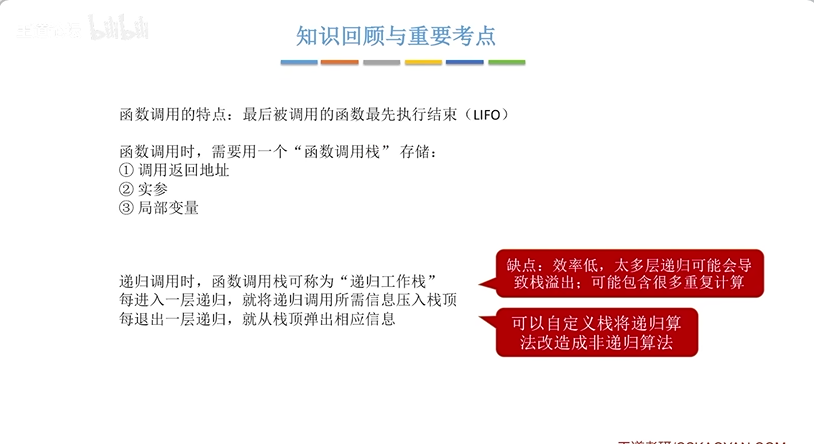 bilibili
知识回顾与重要考点
函数调用的特点：最后被调用的函数最先执行结束（LIFO）
函数调用时，需要用一个“函数调用栈” 存储：
① 调用返回地址
② 实参
③ 局部变量
递归调用时，函数调用栈可称为“递归工作栈”
每进入一层递归，就将递归调用所需信息压入栈顶
每退出一层递归，就从栈顶弹出相应信息
缺点：效率低，太多层递归可能会导
致栈溢出；可能包含很多重复计算
可以自定义栈将递归算
法改造成非递归算法